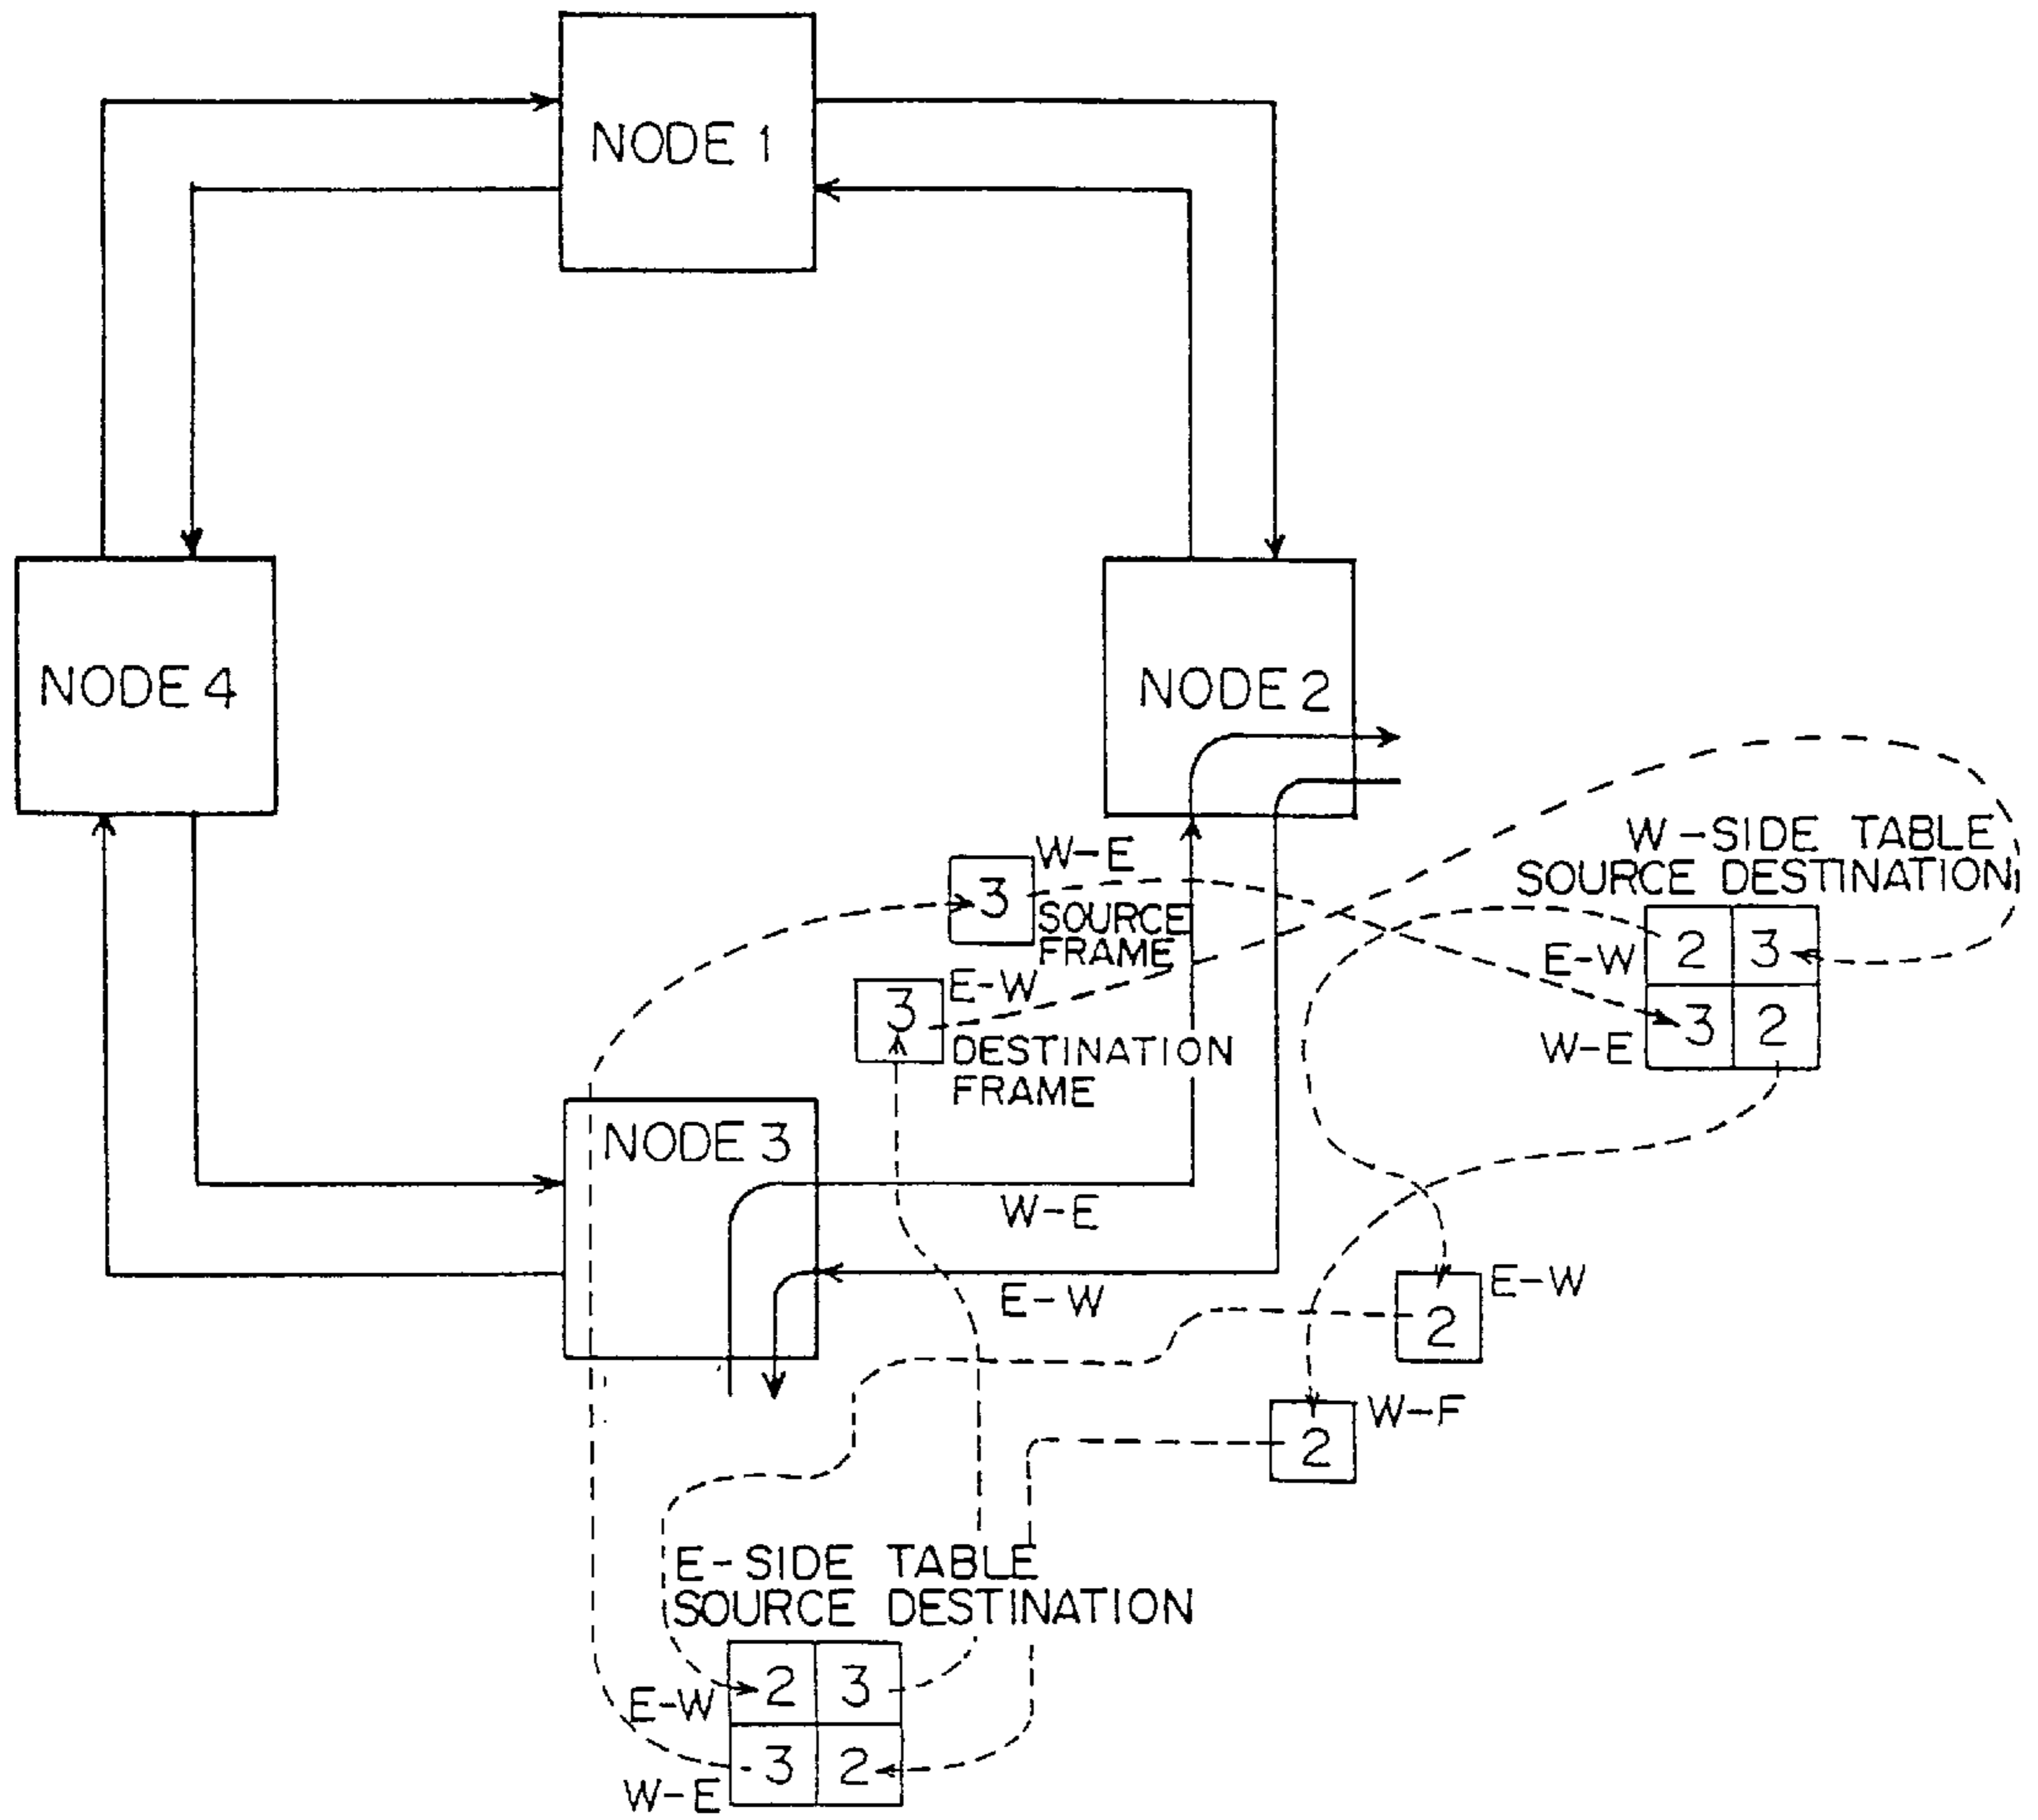 NODE 1
NODE 4
NODE 2
W-E
3
SOURCE
FRAME
W-SIDE TABLE
SOURCE DESTINATION
E-W
2 3
W-E
3 2
E-W
3
DESTINATION
FRAME
NODE 3
W-E
E-W
E-W
2
W-F
2
E-SIDE TABLE
SOURCE DESTINATION
E-W
2 3
W-E
3 2